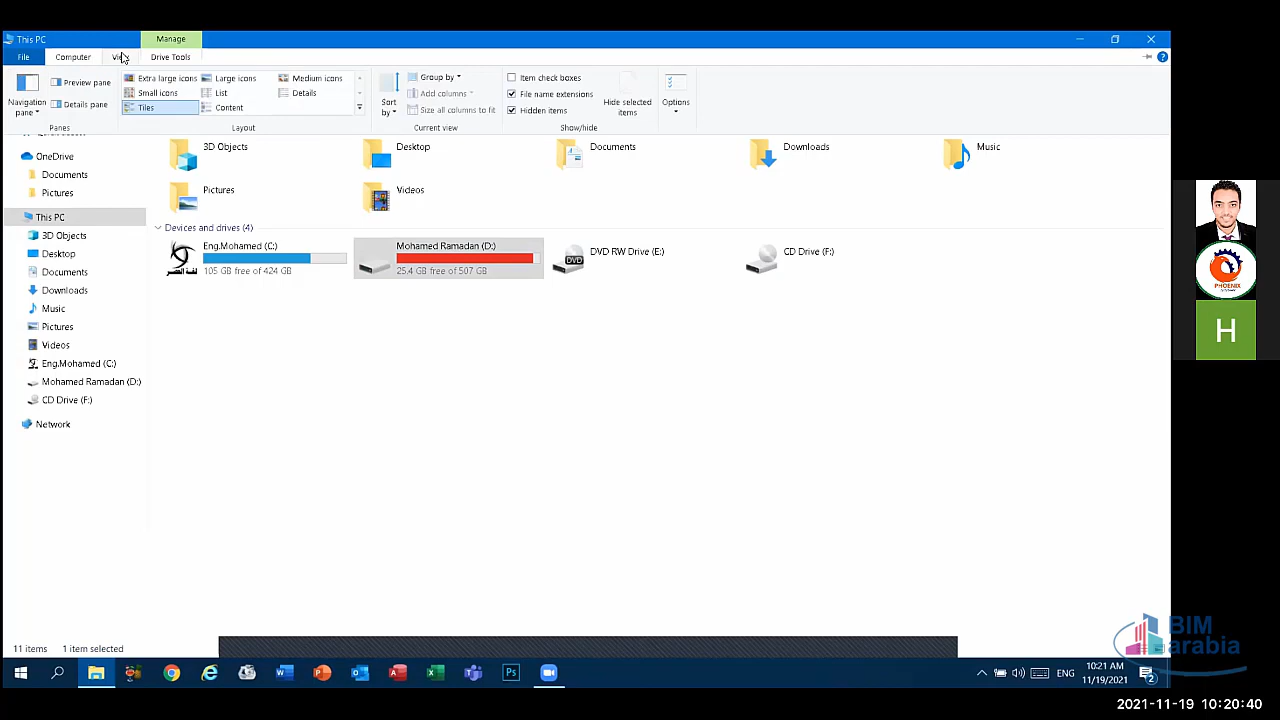 This PC
Manage
File
Computer
View
Drive Tools
Navigation pane
Preview pane
Details pane
Panes
Extra large icons
Large icons
Medium icons
Small icons
List
Details
Tiles
Content
Layout
Sort by
Group by
Add columns
Size all columns to fit
Current view
Item check boxes
File name extensions
Hidden items
Hide selected items
Show/hide
Options
OneDrive
Documents
Pictures
This PC
3D Objects
Desktop
Documents
Downloads
Music
Pictures
Videos
Eng.Mohamed (C:)
Mohamed Ramadan (D:)
CD Drive (F:)
Network
3D Objects
Desktop
Documents
Downloads
Music
Pictures
Videos
Devices and drives (4)
Eng.Mohamed (C:)
105 GB free of 424 GB
Mohamed Ramadan (D:)
25.4 GB free of 507 GB
DVD RW Drive (E:)
DVD
CD Drive (F:)
11 items
1 item selected
PHOENIX
H
BIM
arabia
ENG
10:21 AM
11/19/2021
2
2021-11-19 10:20:40